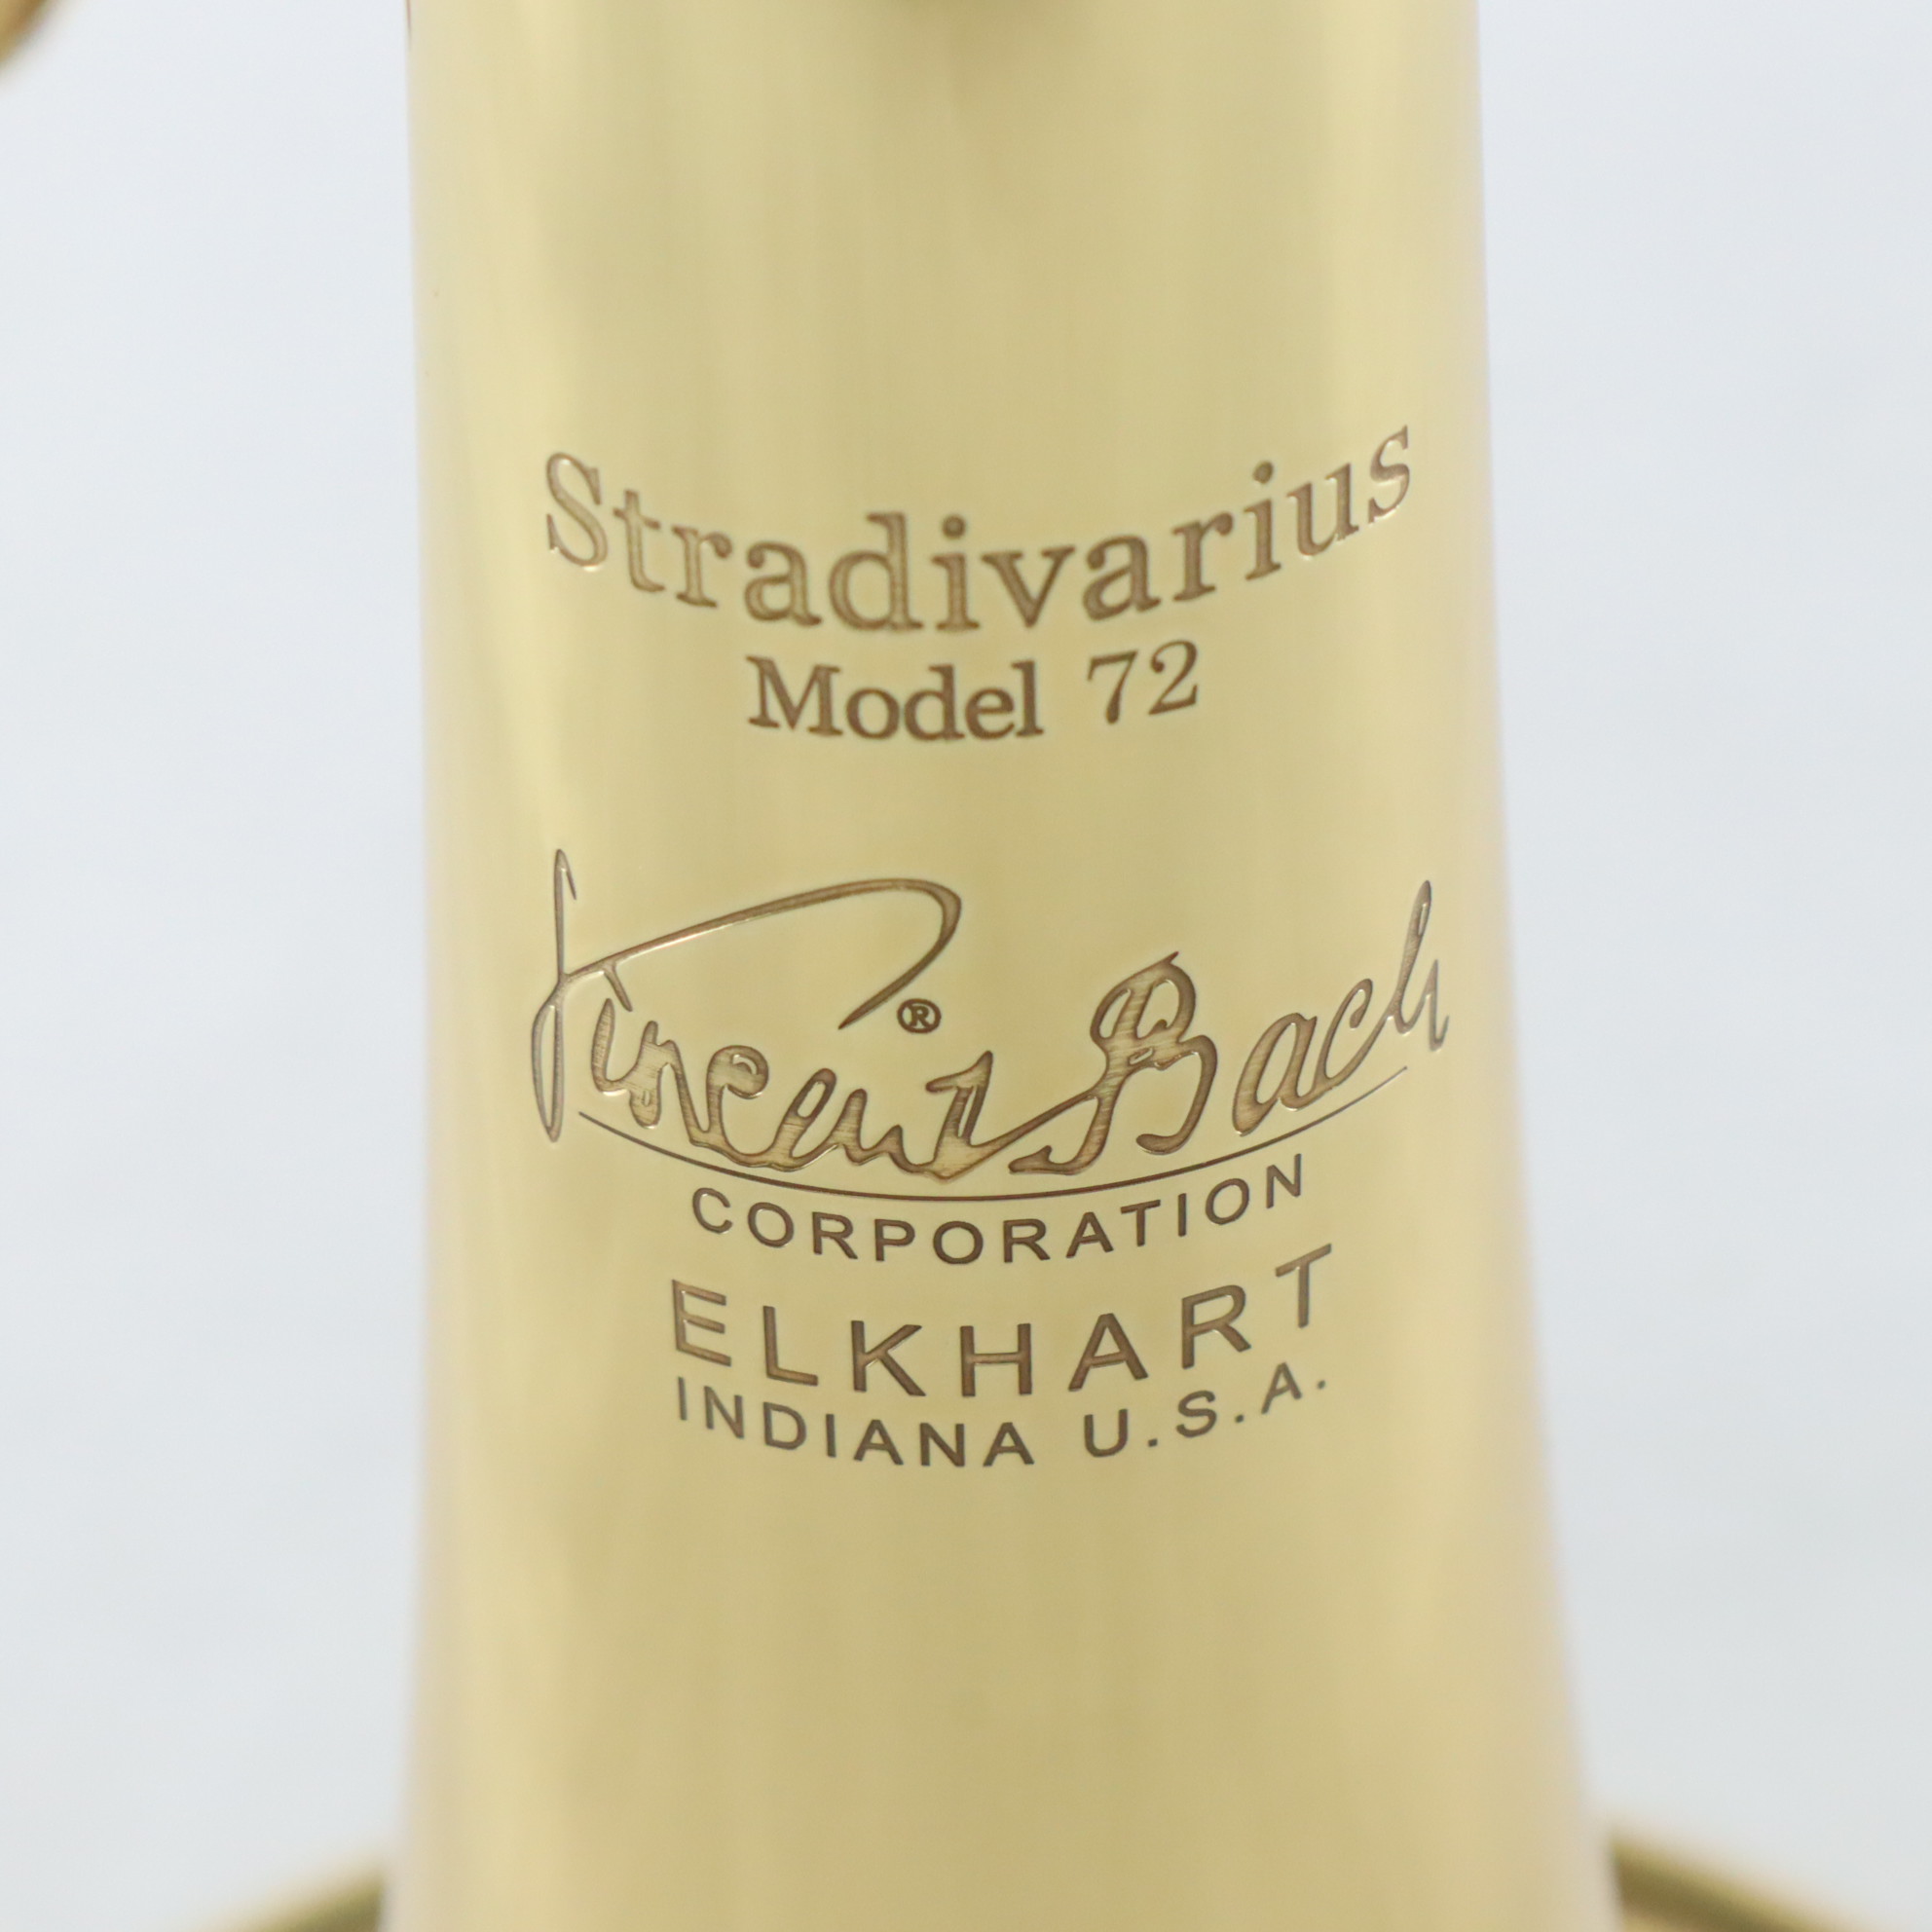 Stradivarius
Model 72
Vincent Bach ®
CORPORATION
ELKHART
INDIANA U.S.A.